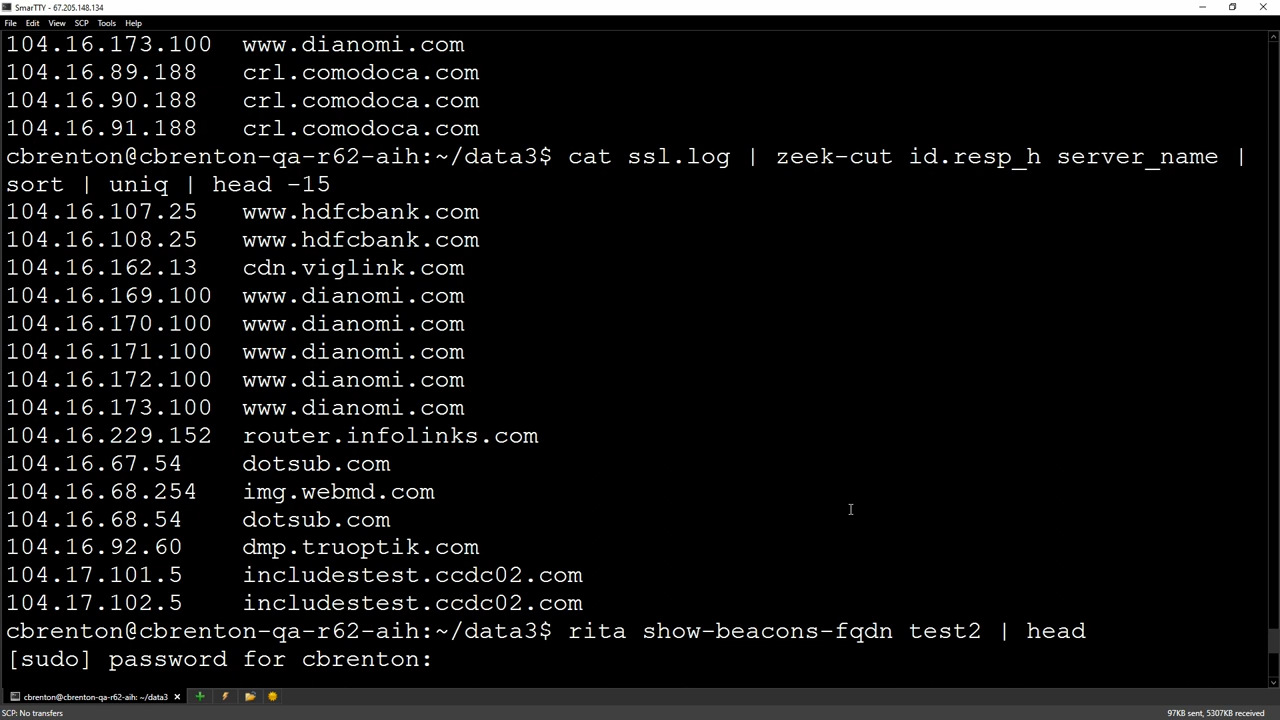 SmarTTY - 67.205.148.134
File Edit View SCP Tools Help
104.16.173.100 www.dianomi.com
104.16.89.188 crl.comodoca.com
104.16.90.188 crl.comodoca.com
104.16.91.188 crl.comodoca.com
cbrenton@cbrenton-qa-r62-aih:~/data3$ cat ssl.log | zeek-cut id.resp_h server_name |
sort | uniq | head -15
104.16.107.25 www.hdfcbank.com
104.16.108.25 www.hdfcbank.com
104.16.162.13 cdn.viglink.com
104.16.169.100 www.dianomi.com
104.16.170.100 www.dianomi.com
104.16.171.100 www.dianomi.com
104.16.172.100 www.dianomi.com
104.16.173.100 www.dianomi.com
104.16.229.152 router.infolinks.com
104.16.67.54 dotsub.com
104.16.68.254 img.webmd.com
104.16.68.54 dotsub.com
104.16.92.60 dmp.truoptik.com
104.17.101.5 includestest.ccdc02.com
104.17.102.5 includestest.ccdc02.com
cbrenton@cbrenton-qa-r62-aih:~/data3$ rita show-beacons-fqdn test2 | head
[sudo] password for cbrenton:
cbrenton@cbrenton-qa-r62-aih: ~/data3
SCP: No transfers 97KB sent, 5307KB received